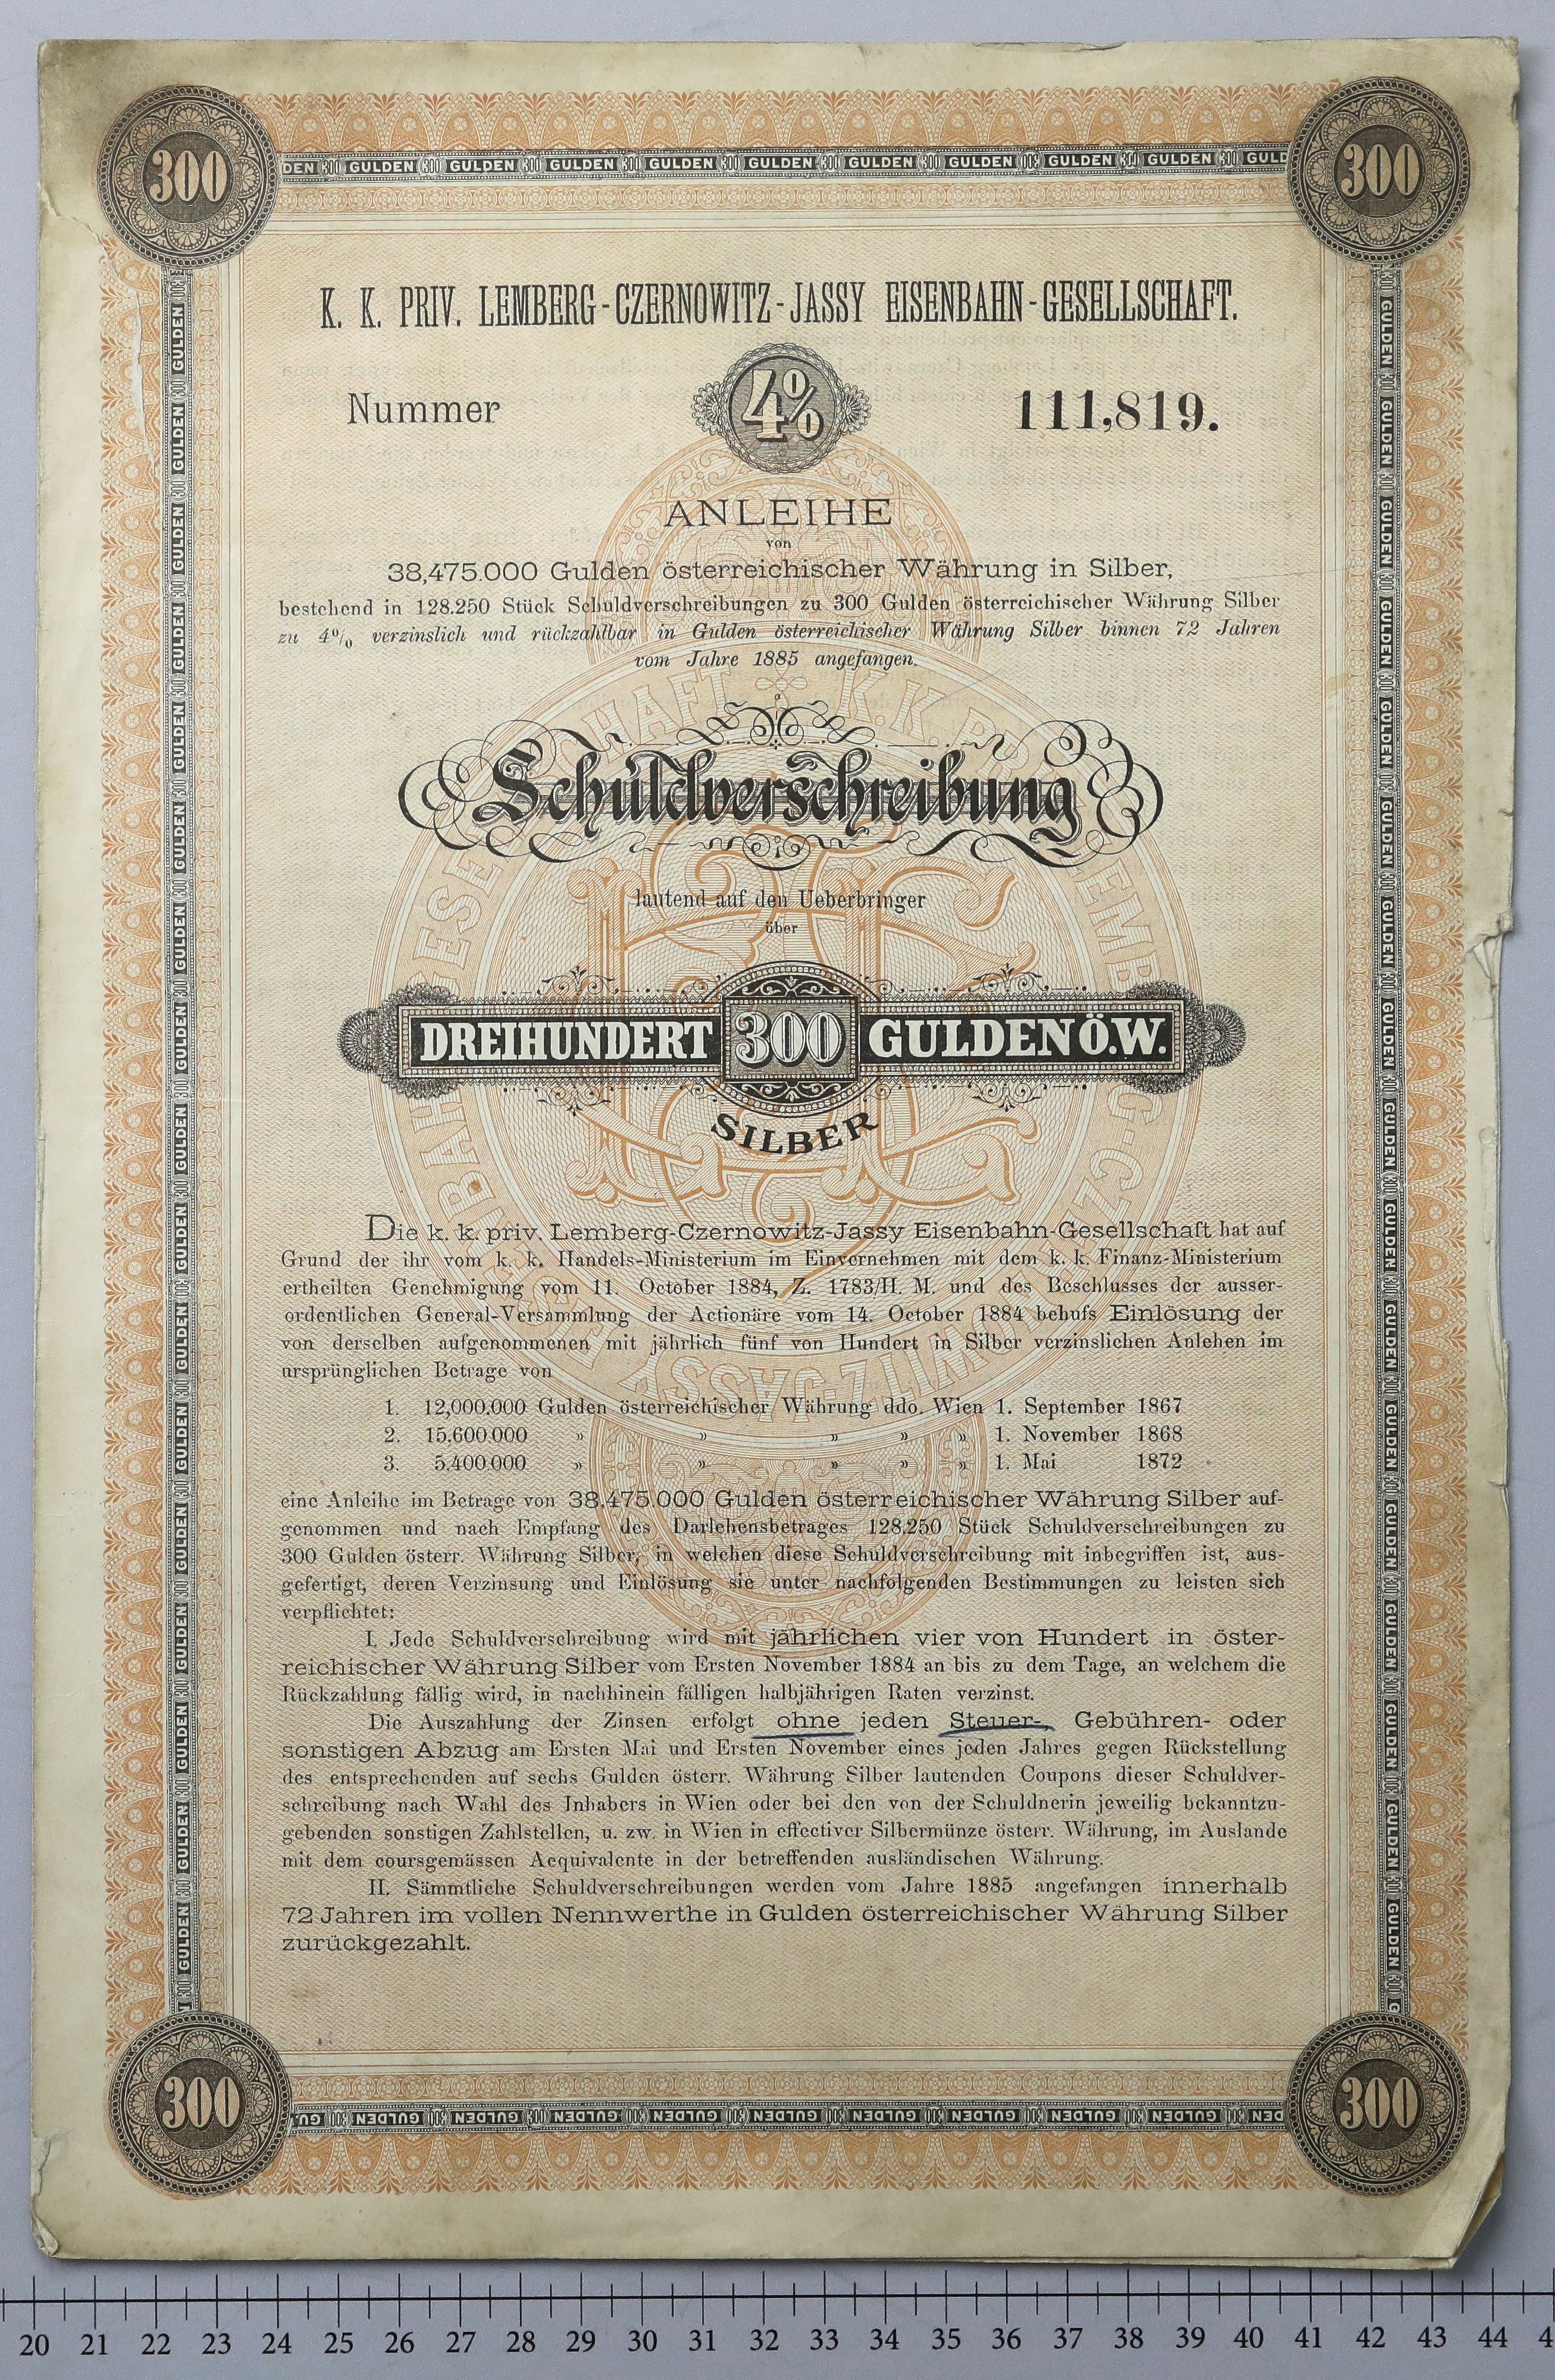 300
DEN 300 GULDEN 300 GULDEN 300 GULDEN 300 GULDEN 300 GULDEN 300 GULDEN 300 GULDEN 300 GULDEN 300 GULDEN 300 GULD
300
K. K. PRIV. LEMBERG-CZERNOWITZ-JASSY EISENBAHN-GESELLSCHAFT.
Nummer 4% 111,819.
ANLEIHE
von
38,475.000 Gulden österreichischer Währung in Silber,
bestehend in 128.250 Stück Schuldverschreibungen zu 300 Gulden österreichischer Währung Silber
zu 4% verzinslich und rückzahlbar in Gulden österreichischer Währung Silber binnen 72 Jahren
vom Jahre 1885 angefangen.
Schuldverschreibung
lautend auf den Ueberbringer
über
DREIHUNDERT 300 GULDEN Ö.W.
SILBER
Die k. k. priv. Lemberg-Czernowitz-Jassy Eisenbahn-Gesellschaft hat auf
Grund der ihr vom k. k. Handels-Ministerium im Einvernehmen mit dem k. k. Finanz-Ministerium
ertheilten Genehmigung vom 11. October 1884, Z. 1783/H. M. und des Beschlusses der ausser-
ordentlichen General-Versammlung der Actionäre vom 14. October 1884 behufs Einlösung der
von derselben aufgenommenen mit jährlich fünf von Hundert in Silber verzinslichen Anlehen im
ursprünglichen Betrage von
1. 12,000.000 Gulden österreichischer Währung ddo. Wien 1. September 1867
2. 15,600.000 » » » » » 1. November 1868
3. 5,400.000 » » » » » 1. Mai 1872
eine Anleihe im Betrage von 38,475.000 Gulden österreichischer Währung Silber auf-
genommen und nach Empfang des Darlehensbetrages 128.250 Stück Schuldverschreibungen zu
300 Gulden österr. Währung Silber, in welchen diese Schuldverschreibung mit inbegriffen ist, aus-
gefertigt, deren Verzinsung und Einlösung sie unter nachfolgenden Bestimmungen zu leisten sich
verpflichtet:
I. Jede Schuldverschreibung wird mit jährlichen vier von Hundert in öster-
reichischer Währung Silber vom Ersten November 1884 an bis zu dem Tage, an welchem die
Rückzahlung fällig wird, in nachhinein fälligen halbjährigen Raten verzinst.
Die Auszahlung der Zinsen erfolgt ohne jeden Steuer-, Gebühren- oder
sonstigen Abzug am Ersten Mai und Ersten November eines jeden Jahres gegen Rückstellung
des entsprechenden auf sechs Gulden österr. Währung Silber lautenden Coupons dieser Schuldver-
schreibung nach Wahl des Inhabers in Wien oder bei den von der Schuldnerin jeweilig bekanntzu-
gebenden sonstigen Zahlstellen, u. zw. in Wien in effectiver Silbermünze österr. Währung, im Auslande
mit dem coursgemässen Aequivalente in der betreffenden ausländischen Währung.
II. Sämmtliche Schuldverschreibungen werden vom Jahre 1885 angefangen innerhalb
72 Jahren im vollen Nennwerthe in Gulden österreichischer Währung Silber
zurückgezahlt.
300
300
20 21 22 23 24 25 26 27 28 29 30 31 32 33 34 35 36 37 38 39 40 41 42 43 44 4